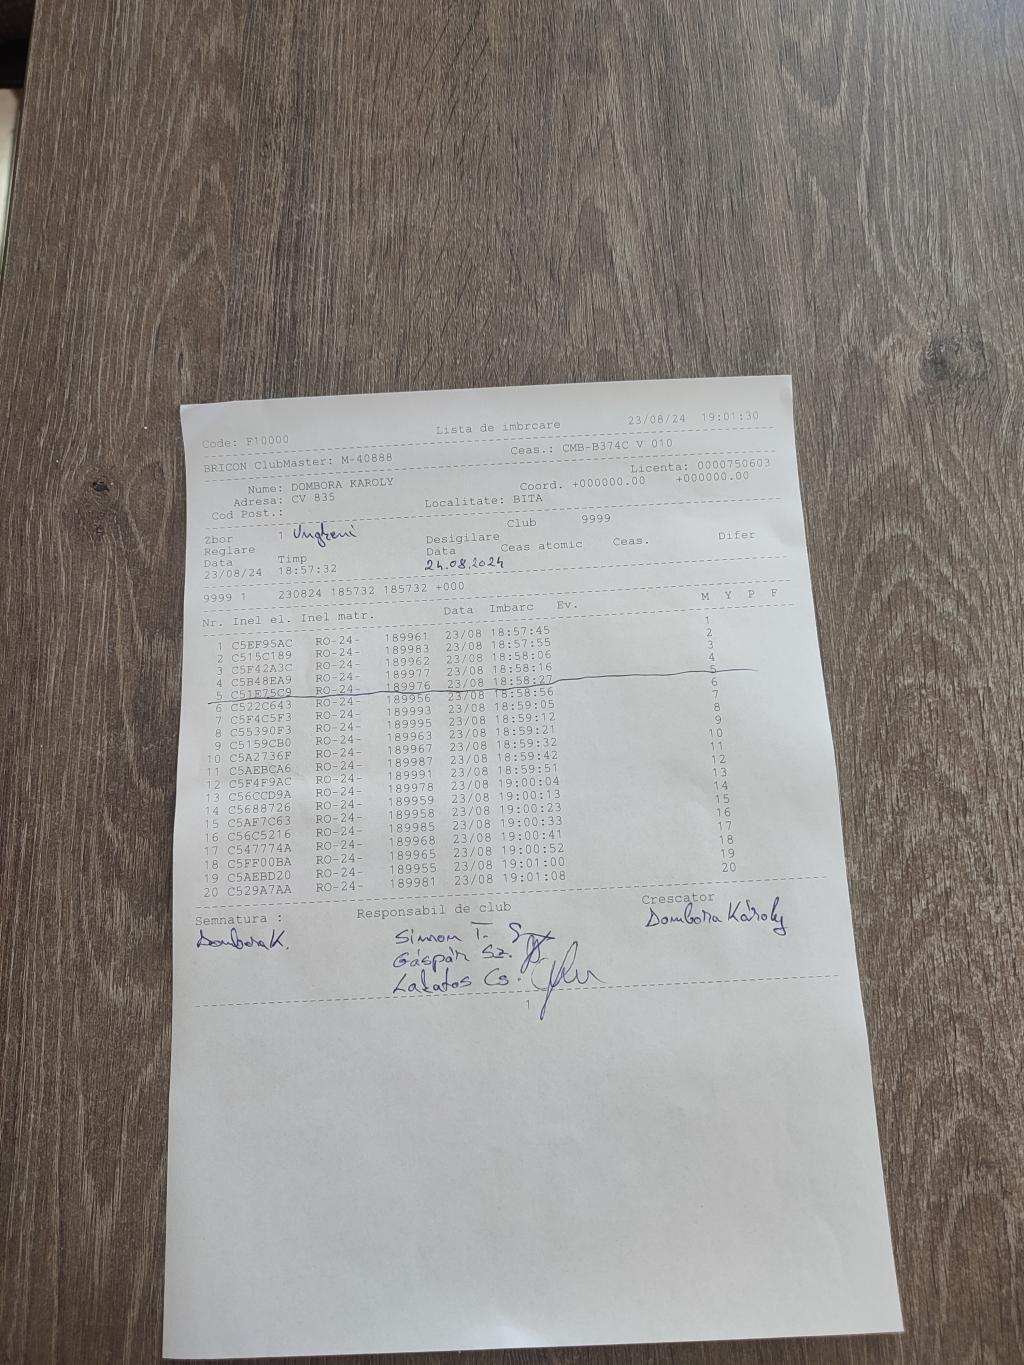 Code: F10000 Lista de imbrcare 23/08/24 19:01:30
BRICON ClubMaster: M-40888 Ceas.: CMB-B374C V 010
Nume: DOMBORA KAROLY Licenta: 0000750603
Adresa: CV 835 Coord. +000000.00 +000000.00
Cod Post.: Localitate: BITA
Zbor 1 Ungheni Club 9999
Reglare Desigilare
Data Timp Data Ceas atomic Ceas. Difer
23/08/24 18:57:32 24.08.2024
9999 1 230824 185732 185732 +000
Nr. Inel el. Inel matr. Data Imbarc Ev. M Y P F
1 C5EF95AC RO-24- 189961 23/08 18:57:45 1
2 C515C189 RO-24- 189983 23/08 18:57:55 2
3 C5F42A3C RO-24- 189962 23/08 18:58:06 3
4 C5B48EA9 RO-24- 189977 23/08 18:58:16 4
5 C51E75C9 RO-24- 189976 23/08 18:58:27 5
6 C522C643 RO-24- 189956 23/08 18:58:56 6
7 C5F4C5F3 RO-24- 189993 23/08 18:59:05 7
8 C55390F3 RO-24- 189995 23/08 18:59:12 8
9 C5159CB0 RO-24- 189963 23/08 18:59:21 9
10 C5A2736F RO-24- 189967 23/08 18:59:32 10
11 C5AEBCA6 RO-24- 189987 23/08 18:59:42 11
12 C5F4F9AC RO-24- 189991 23/08 18:59:51 12
13 C56CCD9A RO-24- 189978 23/08 19:00:04 13
14 C5688726 RO-24- 189959 23/08 19:00:13 14
15 C5AF7C63 RO-24- 189958 23/08 19:00:23 15
16 C56C5216 RO-24- 189985 23/08 19:00:33 16
17 C547774A RO-24- 189968 23/08 19:00:41 17
18 C5FF00BA RO-24- 189965 23/08 19:00:52 18
19 C5AEBD20 RO-24- 189955 23/08 19:01:00 19
20 C529A7AA RO-24- 189981 23/08 19:01:08 20
Semnatura : Responsabil de club Crescator
Dombora K. Simon T. Dombora Károly
Gáspár Sz.
Lakatos Cs.
1